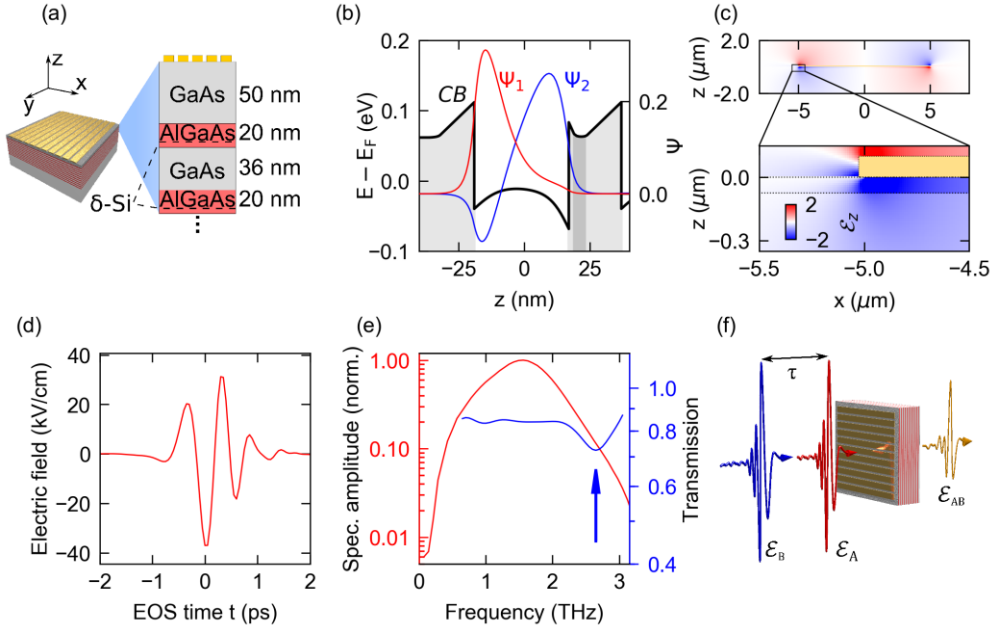 (a)
z
x
y
GaAs
50 nm
AlGaAs
20 nm
GaAs
36 nm
AlGaAs
20 nm
δ-Si
(b)
0.2
0.1
0.0
−0.1
E − E_F (eV)
CB
Ψ₁
Ψ₂
0.2
0.0
Ψ
−25
0
25
z (nm)
(c)
2.0
−2.0
z (μm)
−5
0
5
0.0
−0.3
z (μm)
2
−2
ℰ_z
−5.5
−5.0
−4.5
x (μm)
(d)
40
20
0
−20
−40
Electric field (kV/cm)
−2
−1
0
1
2
EOS time t (ps)
(e)
1.00
0.10
0.01
Spec. amplitude (norm.)
1.0
0.8
0.6
0.4
Transmission
0
1
2
3
Frequency (THz)
(f)
τ
ℰ_B
ℰ_A
ℰ_AB